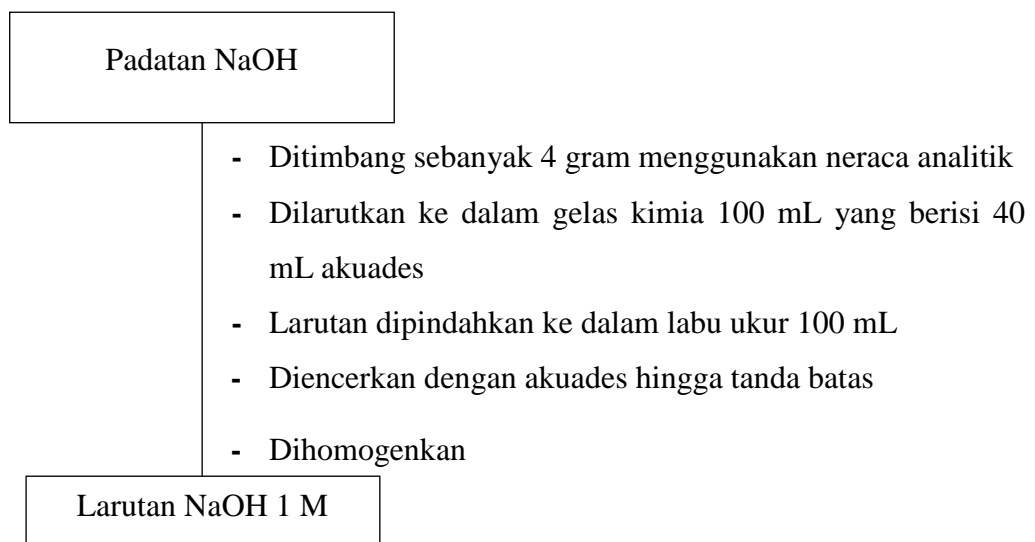 Padatan NaOH
- Ditimbang sebanyak 4 gram menggunakan neraca analitik
- Dilarutkan ke dalam gelas kimia 100 mL yang berisi 40
mL akuades
- Larutan dipindahkan ke dalam labu ukur 100 mL
- Diencerkan dengan akuades hingga tanda batas
- Dihomogenkan
Larutan NaOH 1 M